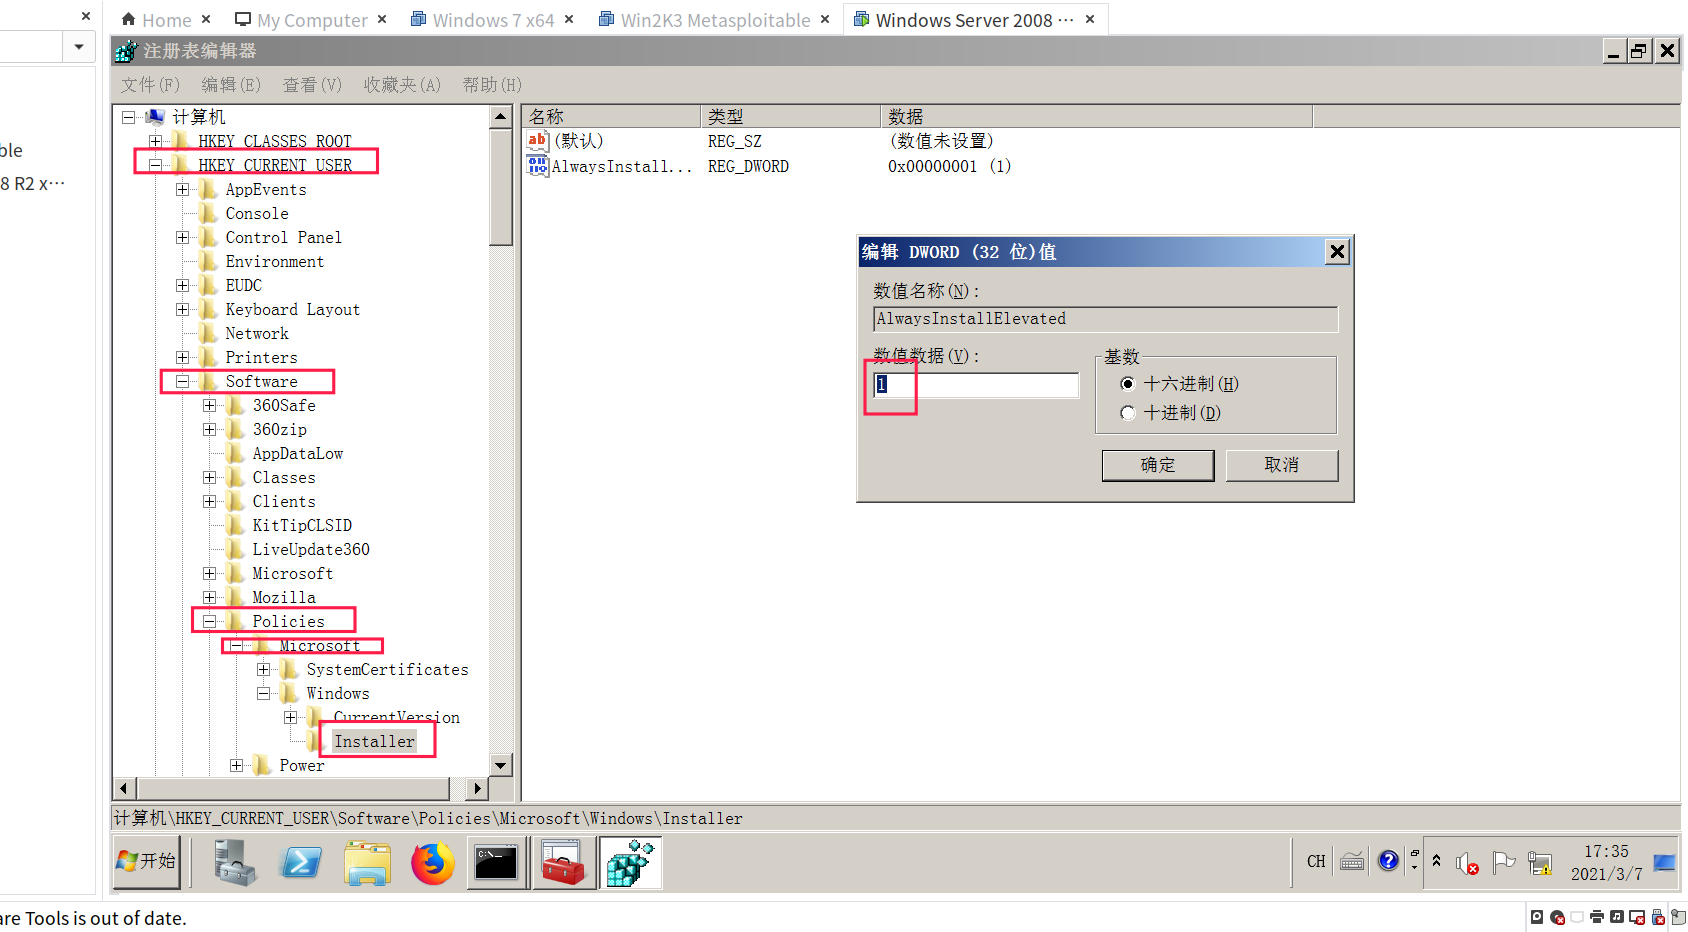 Home
My Computer
Windows 7 x64
Win2K3 Metasploitable
Windows Server 2008 ···
注册表编辑器
文件(F) 编辑(E) 查看(V) 收藏夹(A) 帮助(H)
ble
8 R2 x···
计算机
HKEY_CLASSES_ROOT
HKEY_CURRENT_USER
AppEvents
Console
Control Panel
Environment
EUDC
Keyboard Layout
Network
Printers
Software
360Safe
360zip
AppDataLow
Classes
Clients
KitTipCLSID
LiveUpdate360
Microsoft
Mozilla
Policies
Microsoft
SystemCertificates
Windows
CurrentVersion
Installer
Power
名称 类型 数据
(默认) REG_SZ (数值未设置)
AlwaysInstall... REG_DWORD 0x00000001 (1)
编辑 DWORD (32 位)值
数值名称(N):
AlwaysInstallElevated
数值数据(V):
1
基数
十六进制(H)
十进制(D)
确定 取消
计算机\HKEY_CURRENT_USER\Software\Policies\Microsoft\Windows\Installer
开始
C:\_
CH
17:35
2021/3/7
are Tools is out of date.